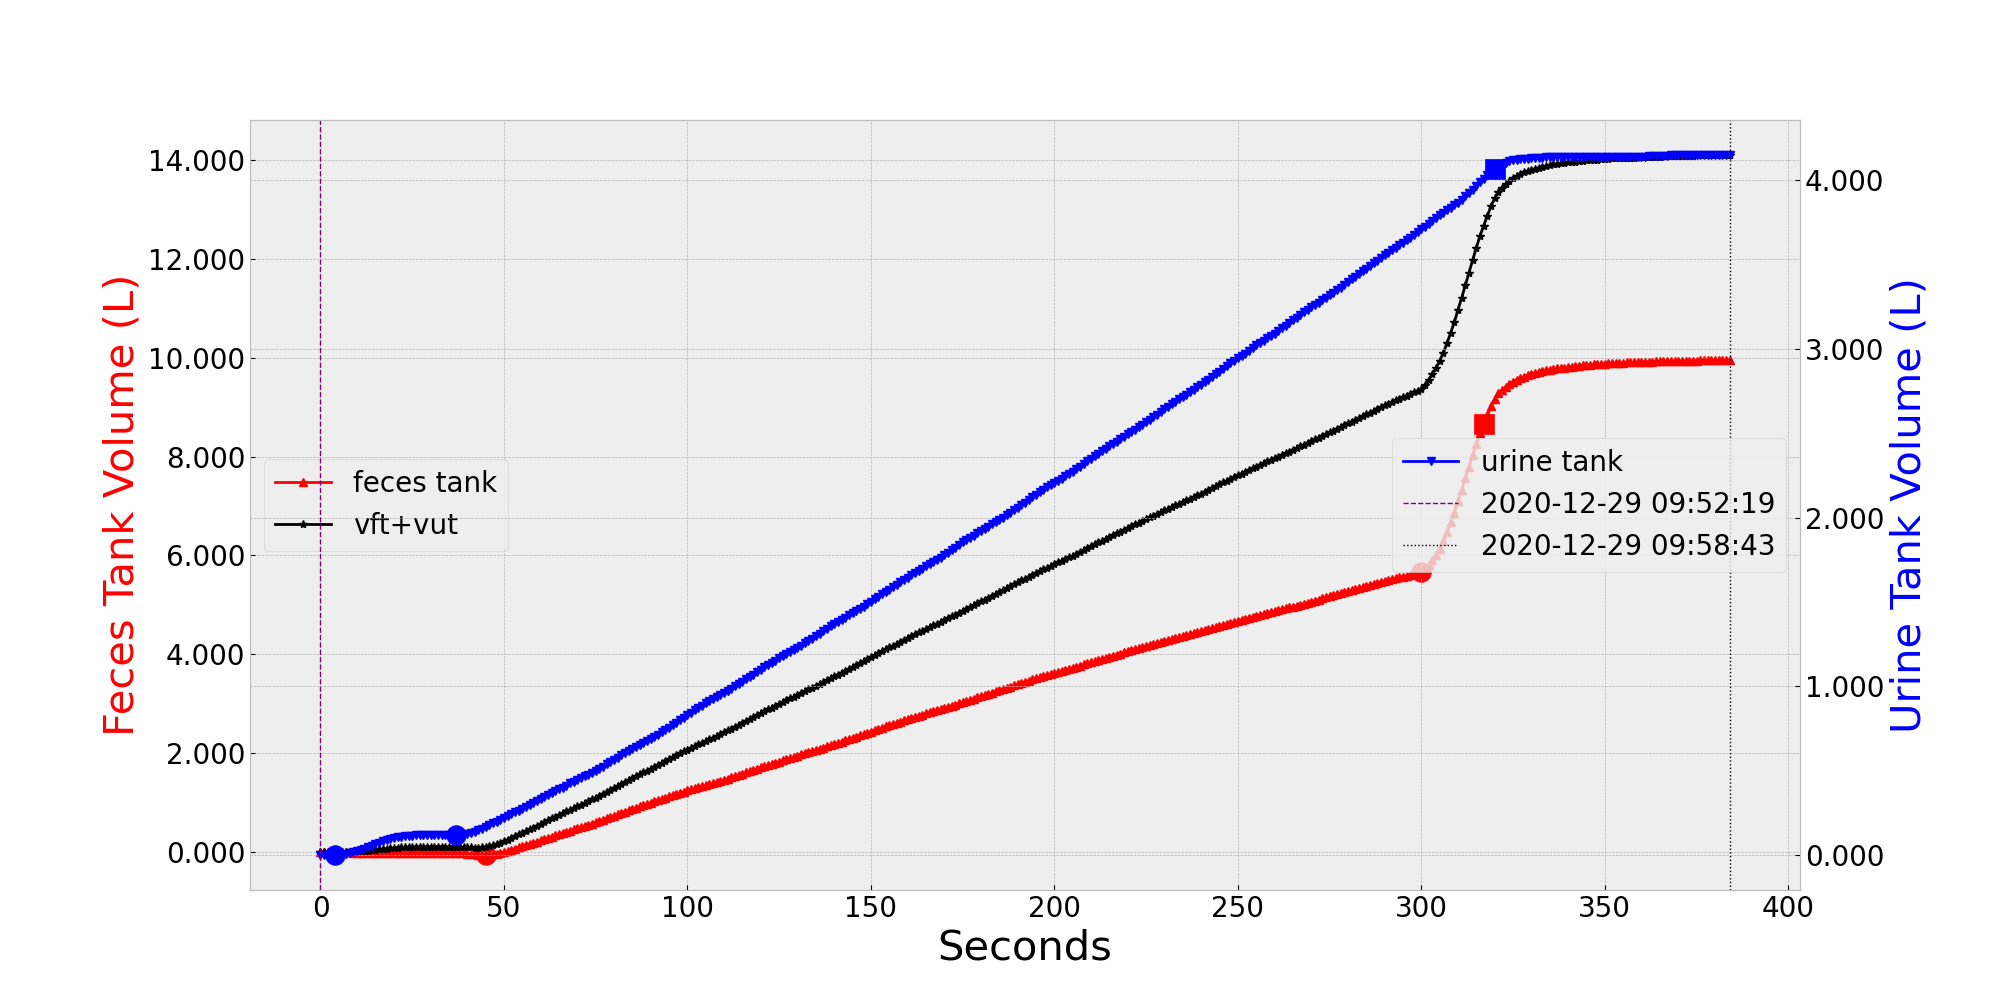 Feces Tank Volume (L)
14.000
12.000
10.000
8.000
6.000
4.000
2.000
0.000
feces tank
vft+vut
urine tank
2020-12-29 09:52:19
2020-12-29 09:58:43
4.000
3.000
2.000
1.000
0.000
Urine Tank Volume (L)
0 50 100 150 200 250 300 350 400
Seconds